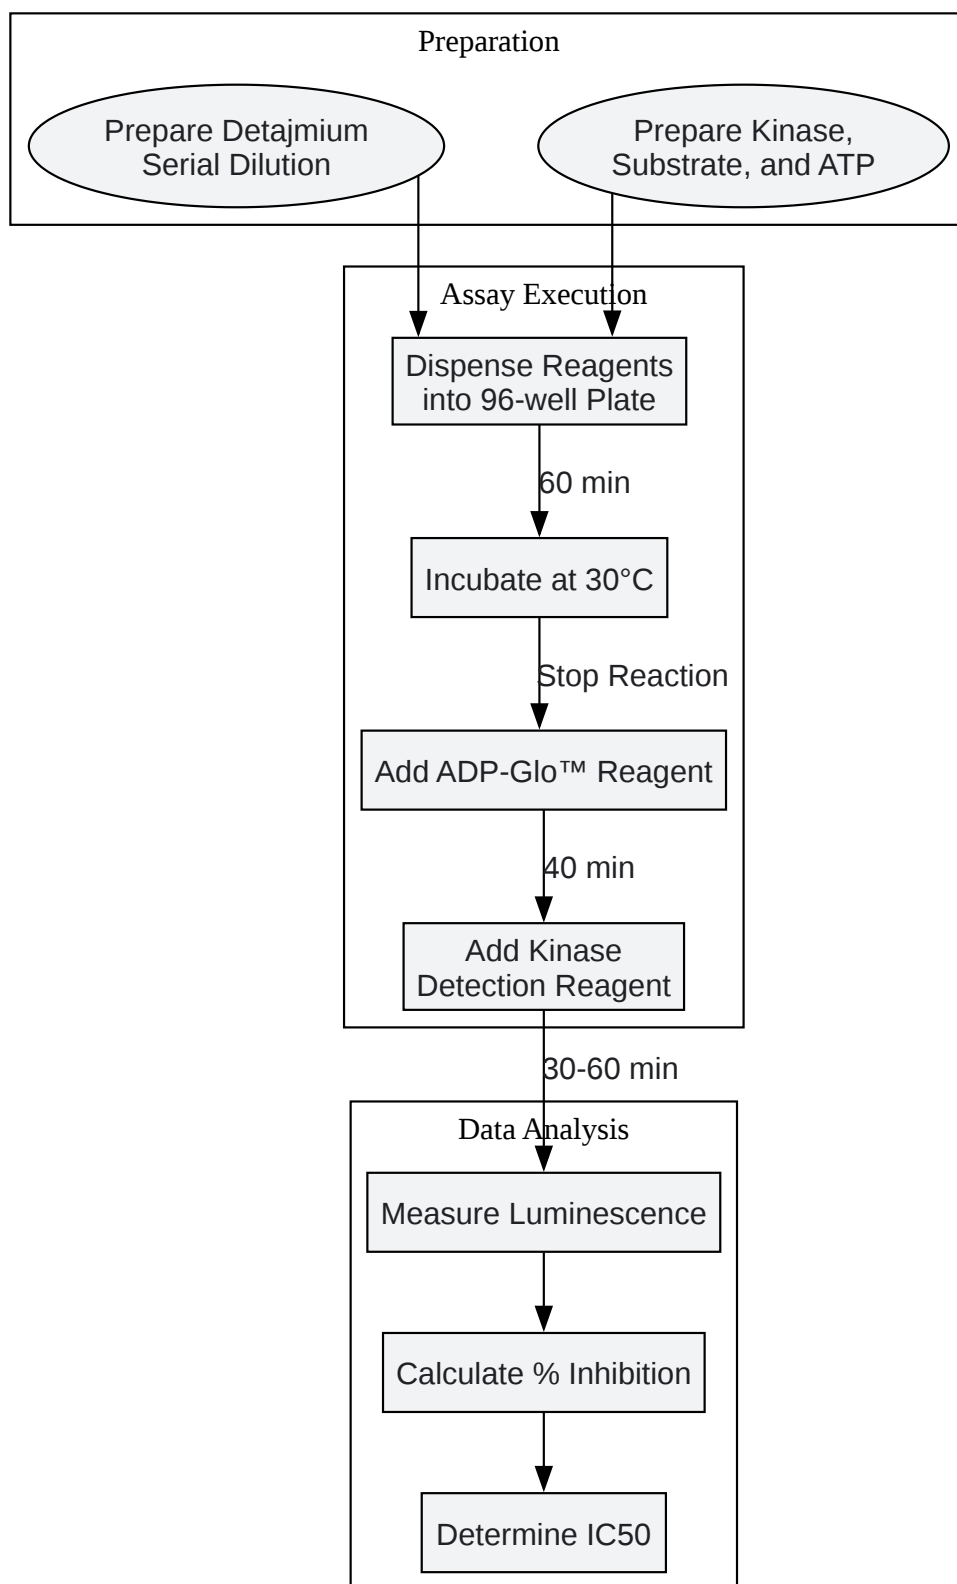 Preparation
Prepare Detajmium
Serial Dilution
Prepare Kinase,
Substrate, and ATP
Assay Execution
Dispense Reagents
into 96-well Plate
60 min
Incubate at 30°C
Stop Reaction
Add ADP-Glo™ Reagent
40 min
Add Kinase
Detection Reagent
30-60 min
Data Analysis
Measure Luminescence
Calculate % Inhibition
Determine IC50